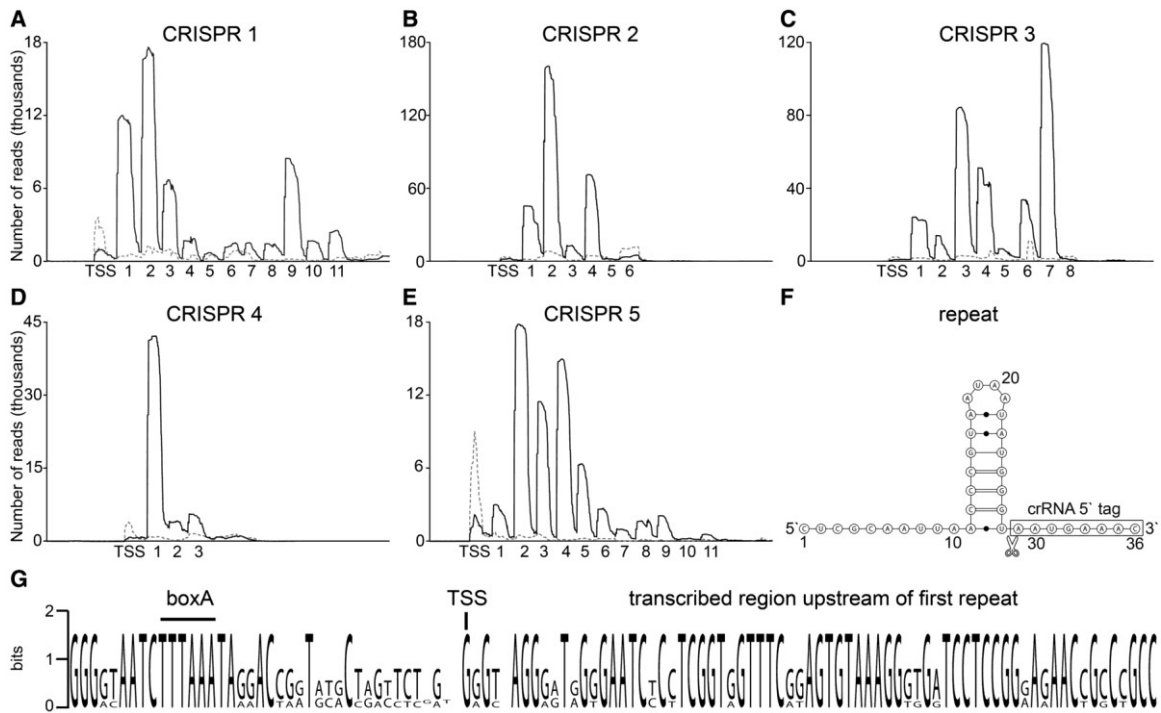 A
CRISPR 1
Number of reads (thousands)
18
12
6
0
TSS 1 2 3 4 5 6 7 8 9 10 11
B
CRISPR 2
180
120
60
0
TSS 1 2 3 4 5 6
C
CRISPR 3
120
80
40
0
TSS 1 2 3 4 5 6 7 8
D
CRISPR 4
Number of reads (thousands)
45
30
15
0
TSS 1 2 3
E
CRISPR 5
18
12
6
0
TSS 1 2 3 4 5 6 7 8 9 10 11
F
repeat
20
crRNA 5` tag
5` CUCGCAAUUAACCCGUAAUAAUAUGGGUAAUGAAAAC 3`
1 10 30 36
G
boxA
TSS
transcribed region upstream of first repeat
bits
2
1
0